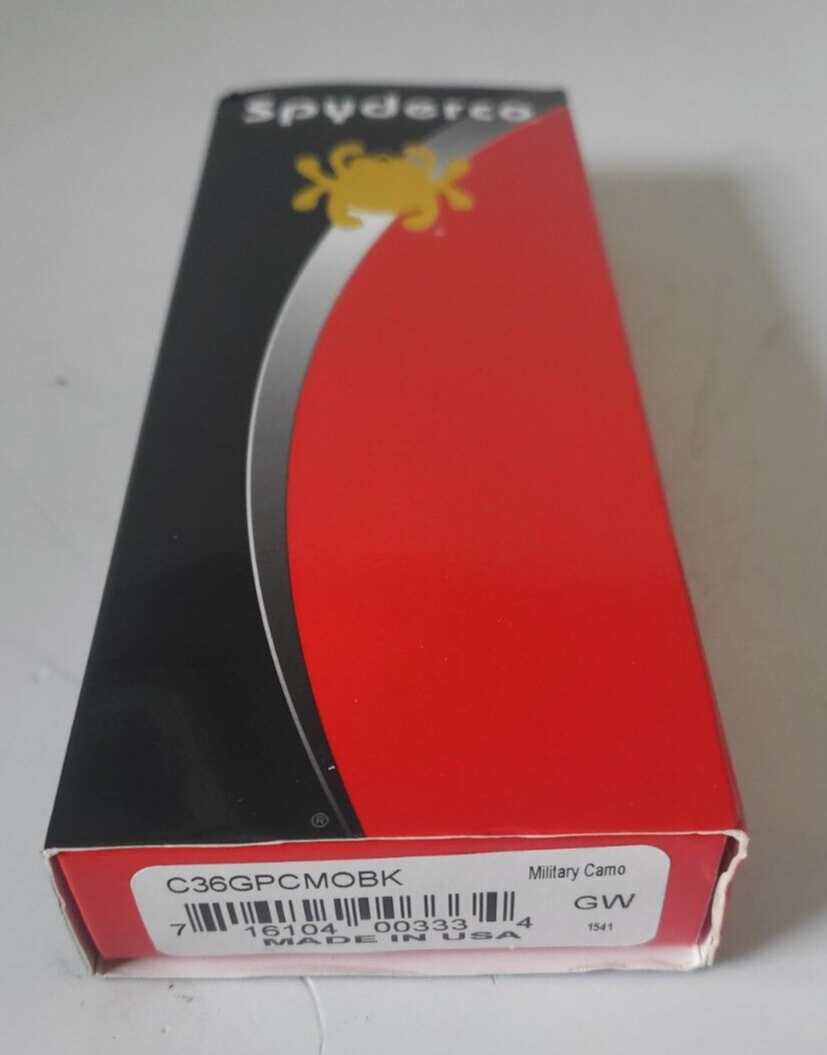 Spyderco
®
C36GPCMOBK
Military Camo
7 16104 00333 4
GW
MADE IN USA
1541